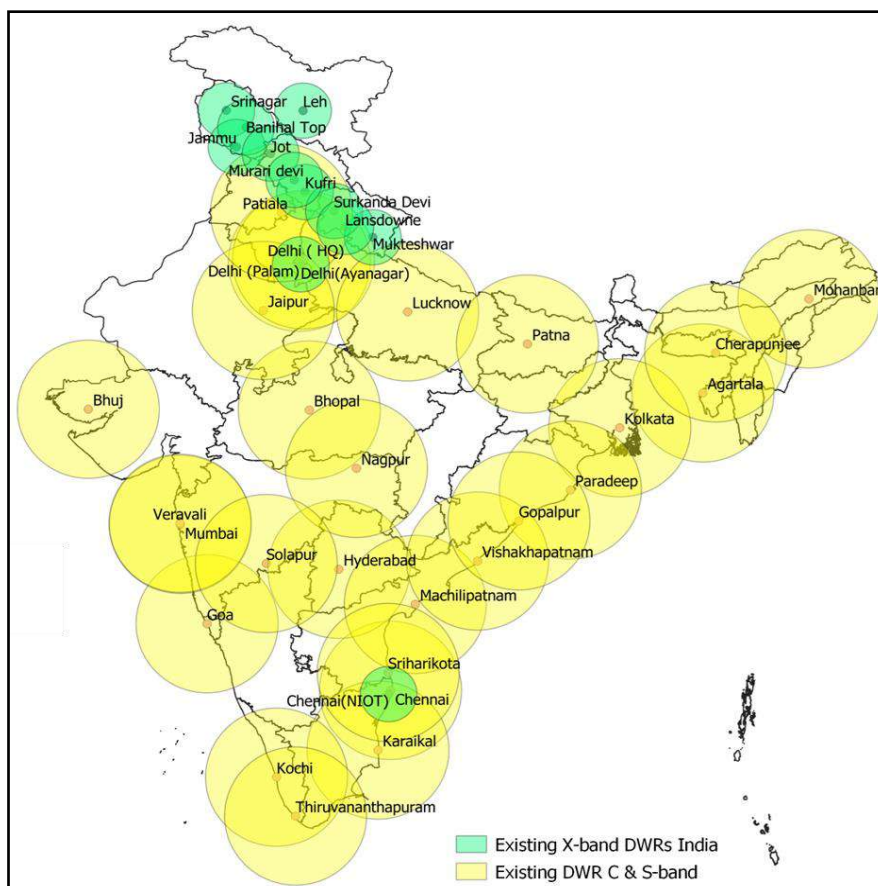 Srinagar
Leh
Banihal Top
Jammu
Jot
Murari devi
Kufri
Patiala
Surkanda Devi
Lansdowne
Mukteshwar
Delhi ( HQ)
Delhi (Palam)
Delhi(Ayanagar)
Jaipur
Lucknow
Patna
Mohanbari
Cherapunjee
Agartala
Bhuj
Bhopal
Kolkata
Nagpur
Paradeep
Veravali
Mumbai
Gopalpur
Solapur
Hyderabad
Vishakhapatnam
Machilipatnam
Goa
Sriharikota
Chennai(NIOT)
Chennai
Karaikal
Kochi
Thiruvananthapuram
Existing X-band DWRs India
Existing DWR C & S-band